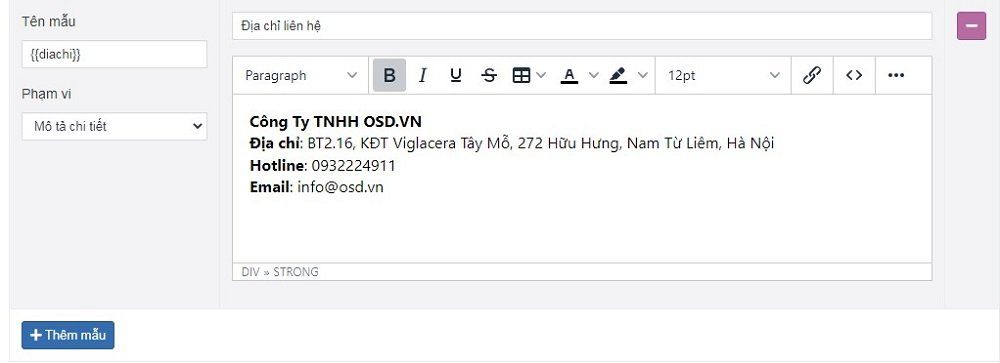 Tên mẫu
Địa chỉ liên hệ
{{diachi}}
Phạm vi
Mô tả chi tiết
Paragraph
B I U S A 12pt
Công Ty TNHH OSD.VN
Địa chỉ: BT2.16, KĐT Viglacera Tây Mỗ, 272 Hữu Hưng, Nam Từ Liêm, Hà Nội
Hotline: 0932224911
Email: info@osd.vn
DIV » STRONG
Thêm mẫu